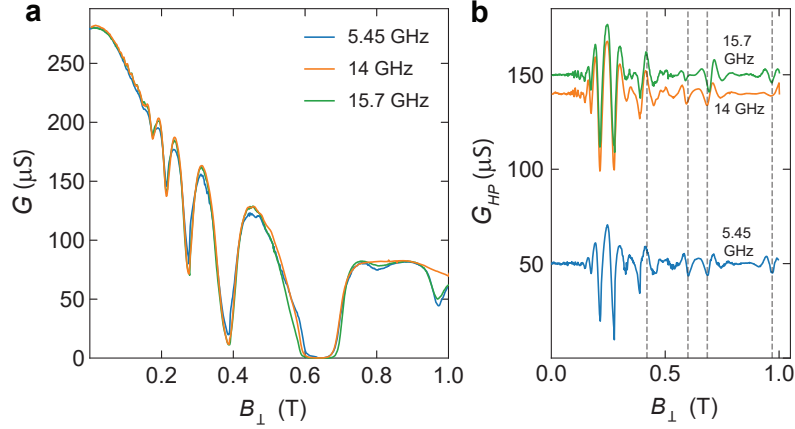 a
5.45 GHz
14 GHz
15.7 GHz
G (μS)
250
200
150
100
50
0
0.2 0.4 0.6 0.8 1.0
B⊥ (T)
b
15.7
GHz
14 GHz
5.45
GHz
G_HP (μS)
150
100
50
0.0 0.5 1.0
B⊥ (T)